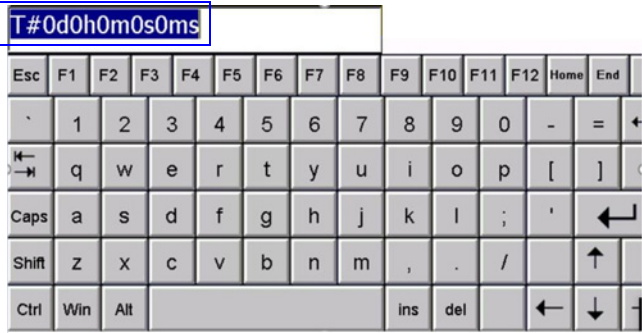 T#0d0h0m0s0ms
Esc F1 F2 F3 F4 F5 F6 F7 F8 F9 F10 F11 F12 Home End
` 1 2 3 4 5 6 7 8 9 0 - =
q w e r t y u i o p [ ]
Caps a s d f g h j k l ; '
Shift z x c v b n m , . /
Ctrl Win Alt ins del